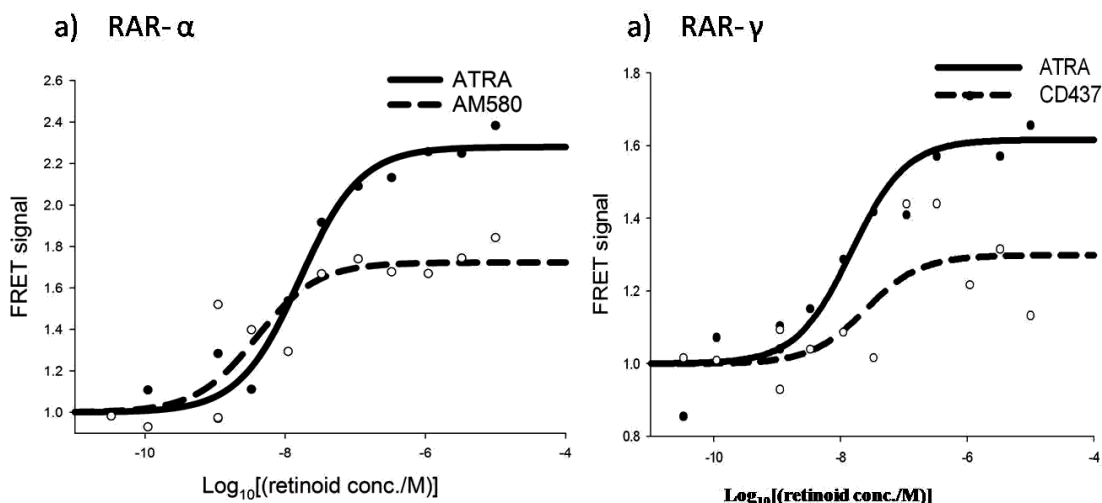 a) RAR- α
ATRA
AM580
2.6
2.4
2.2
2.0
1.8
1.6
1.4
1.2
1.0
FRET signal
-10
-8
-6
-4
Log10[(retinoid conc./M)]
a) RAR- γ
ATRA
CD437
1.8
1.6
1.4
1.2
1.0
0.8
FRET signal
-10
-8
-6
-4
Log10[(retinoid conc./M)]